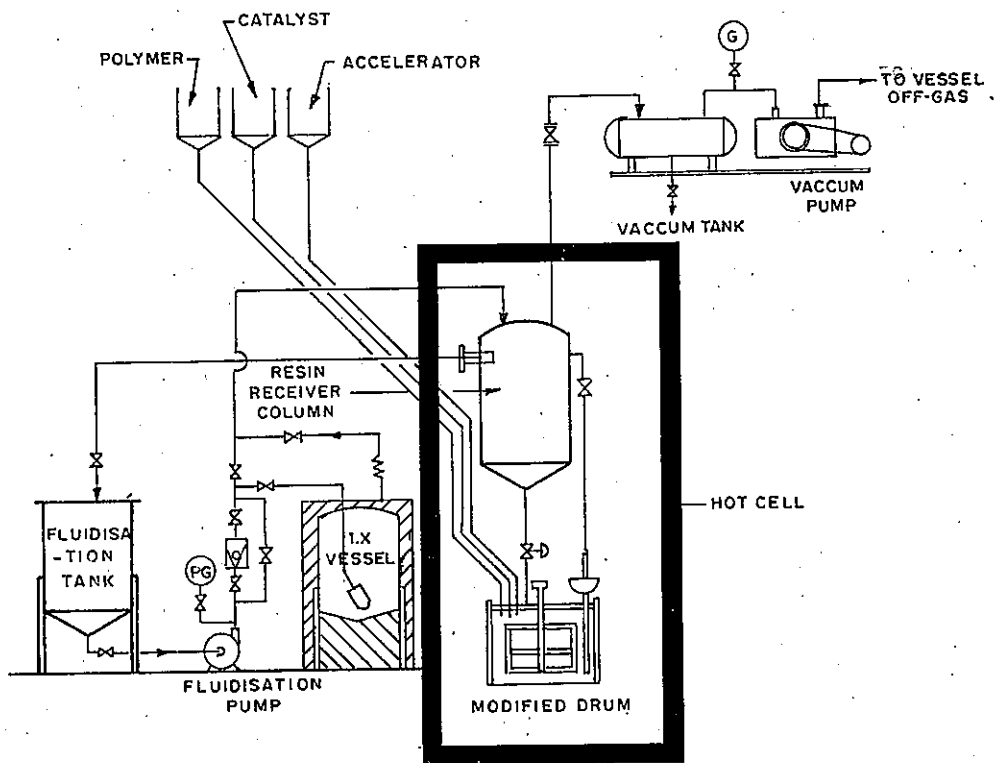 CATALYST
POLYMER
ACCELERATOR
G
TO VESSEL
OFF-GAS
VACCUM
PUMP
VACCUM TANK
RESIN
RECEIVER
COLUMN
HOT CELL
FLUIDISA
-TION
TANK
PG
I.X
VESSEL
FLUIDISATION
PUMP
MODIFIED DRUM